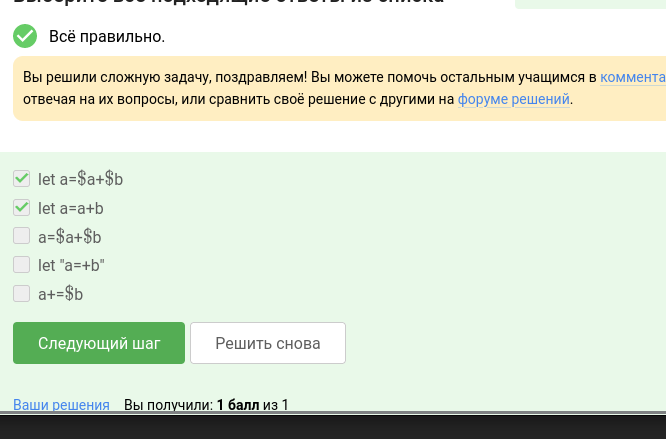 Выберите все подходящие ответы из списка
Всё правильно.
Вы решили сложную задачу, поздравляем! Вы можете помочь остальным учащимся в коммента
отвечая на их вопросы, или сравнить своё решение с другими на форуме решений.
let a=$a+$b
let a=a+b
a=$a+$b
let "a=+b"
a+=$b
Следующий шаг
Решить снова
Ваши решения Вы получили: 1 балл из 1